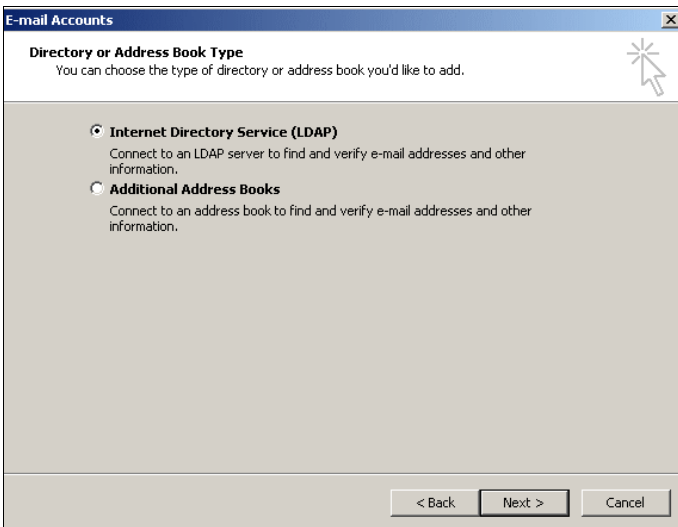 E-mail Accounts
Directory or Address Book Type
You can choose the type of directory or address book you'd like to add.
Internet Directory Service (LDAP)
Connect to an LDAP server to find and verify e-mail addresses and other
information.
Additional Address Books
Connect to an address book to find and verify e-mail addresses and other
information.
< Back Next > Cancel